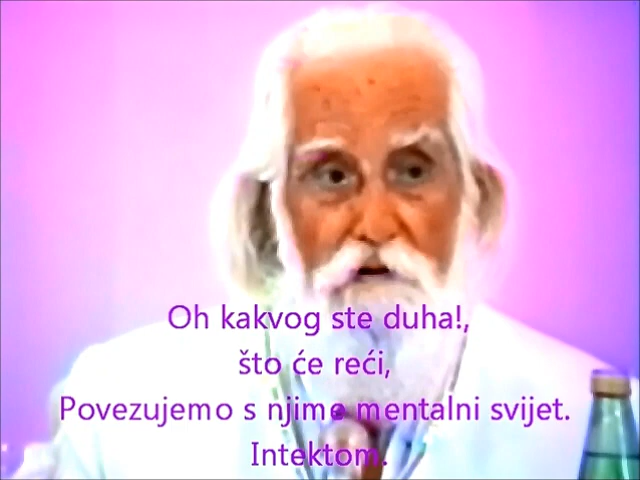 Oh kakvog ste duha!,
što će reći,
Povezujemo s njime mentalni svijet.
Intektom.